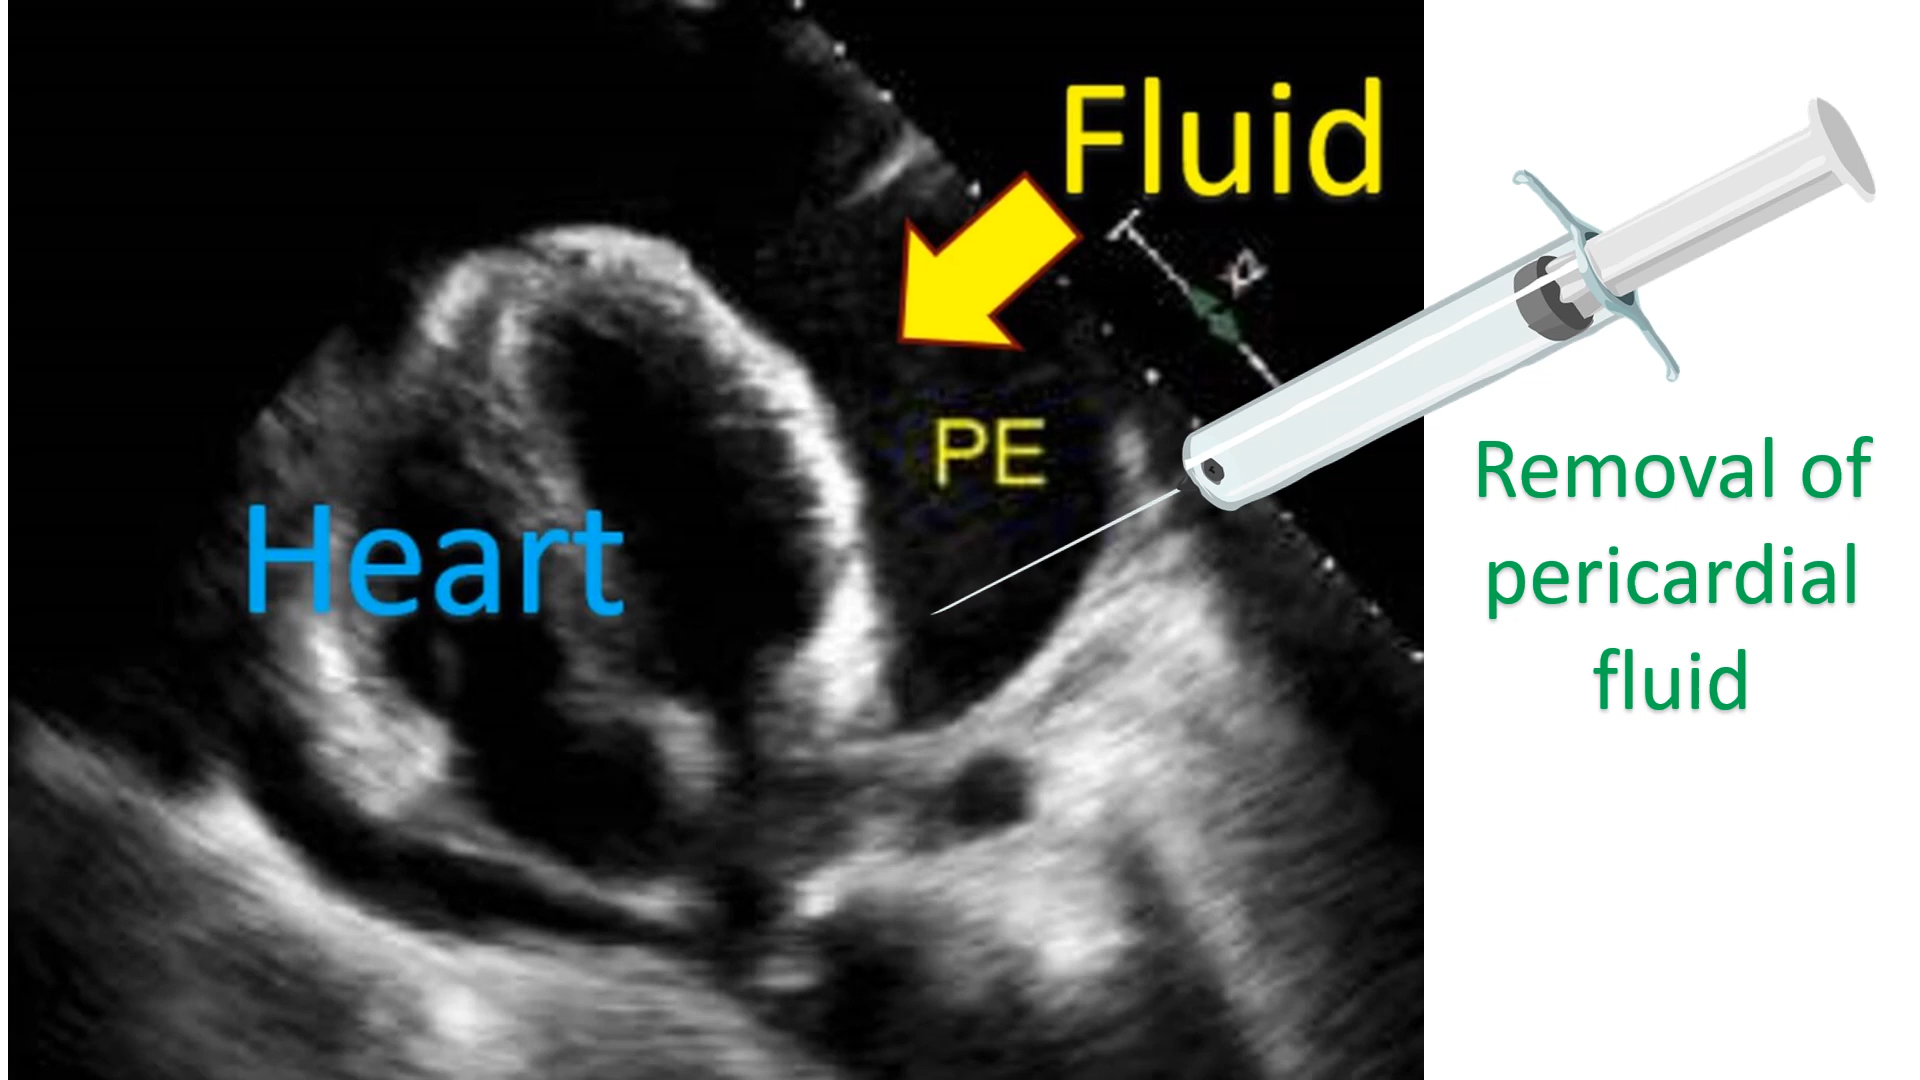 Fluid
PE
Heart
Removal of
pericardial
fluid